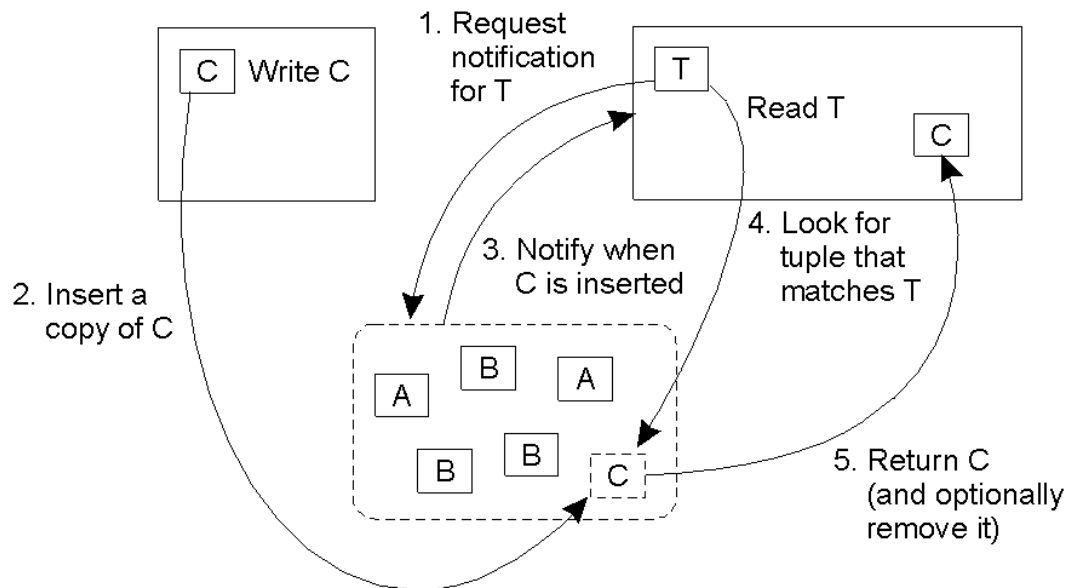 1. Request
notification
for T
C
Write C
T
Read T
C
2. Insert a
copy of C
3. Notify when
C is inserted
4. Look for
tuple that
matches T
A
B
A
B
B
C
5. Return C
(and optionally
remove it)